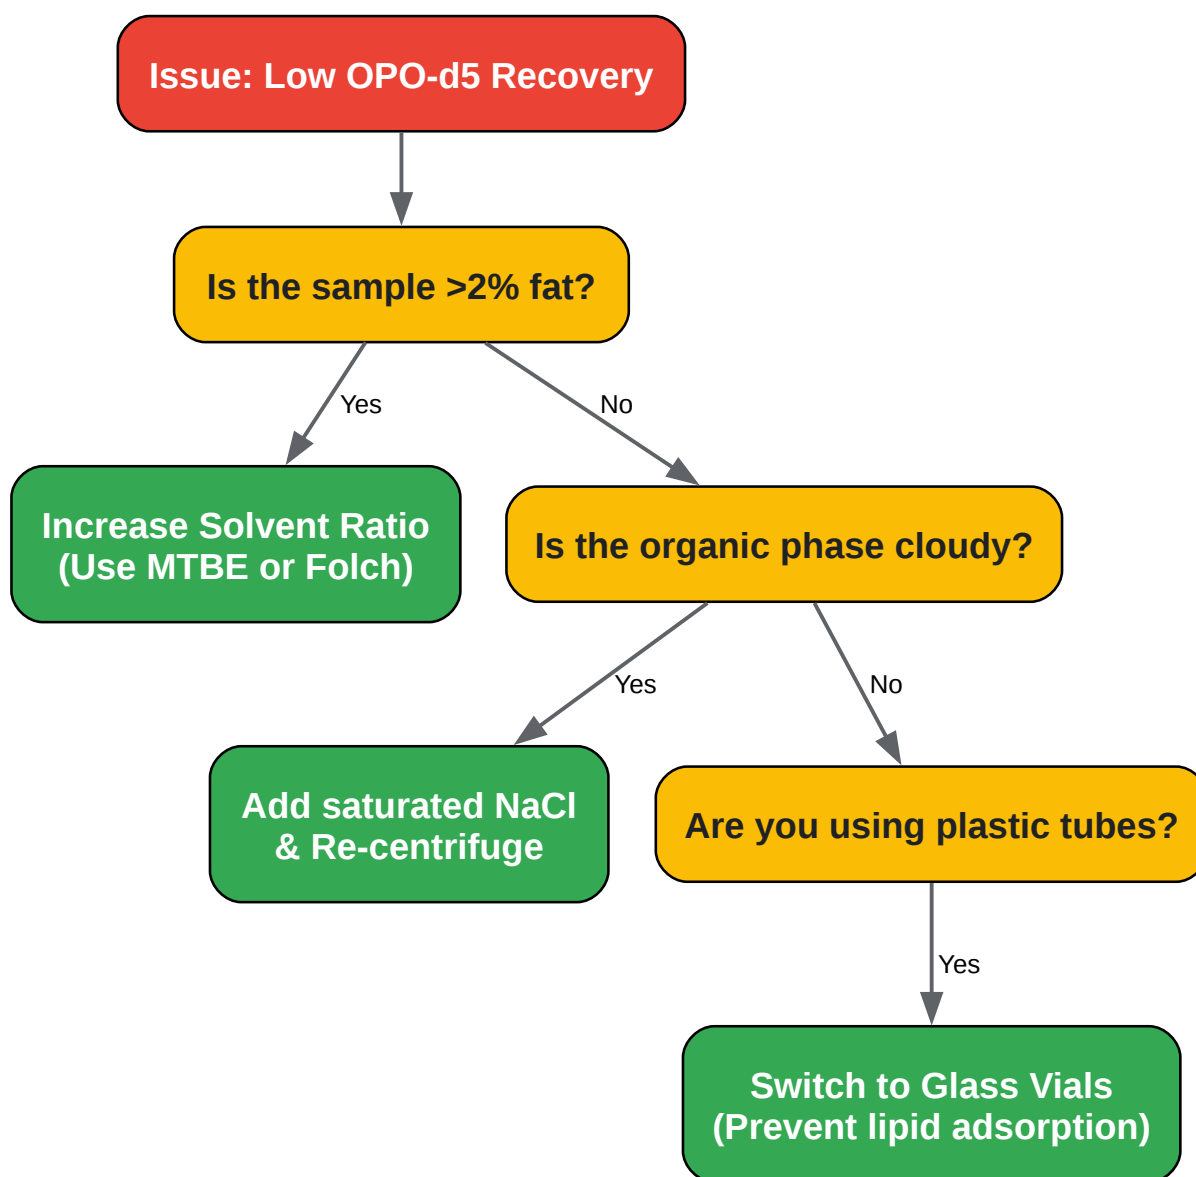 Issue: Low OPO-d5 Recovery
Is the sample >2% fat?
Yes
No
Increase Solvent Ratio
(Use MTBE or Folch)
Is the organic phase cloudy?
Yes
No
Add saturated NaCl
& Re-centrifuge
Are you using plastic tubes?
Yes
Switch to Glass Vials
(Prevent lipid adsorption)